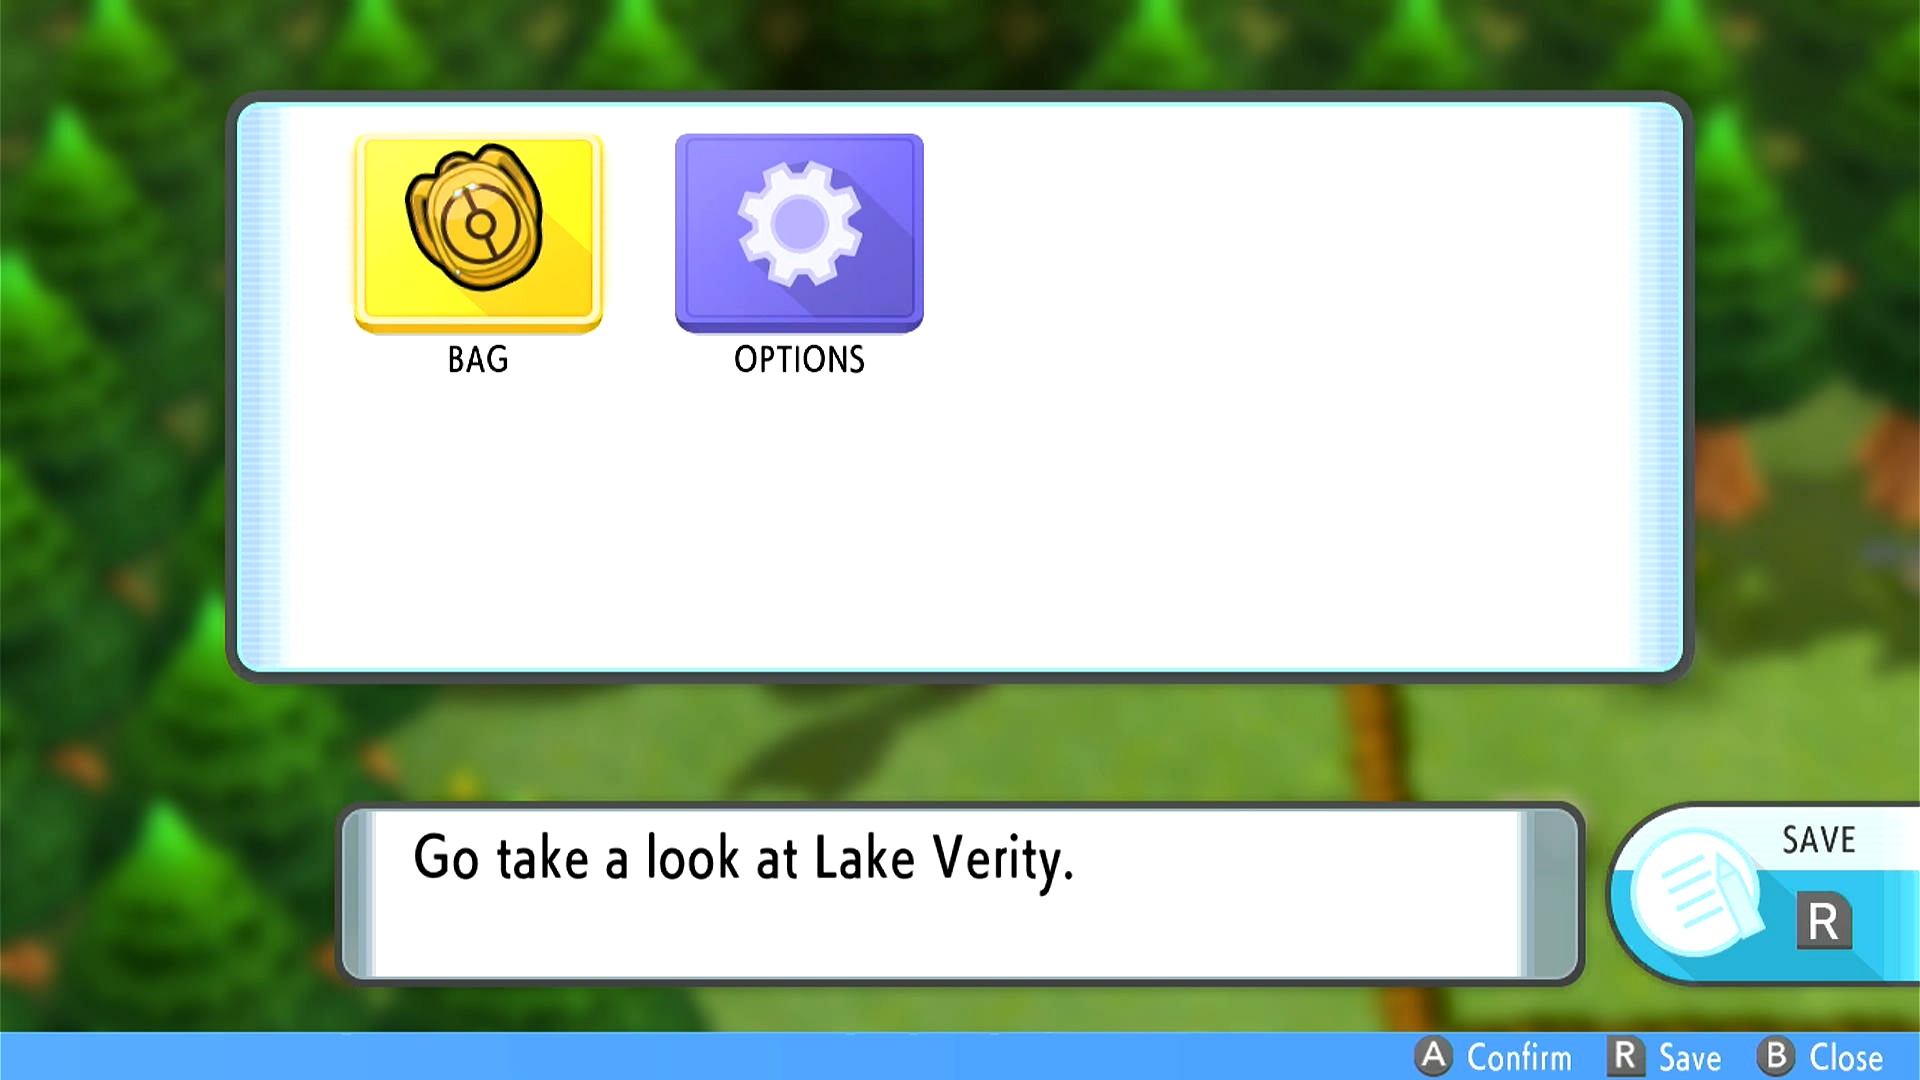 BAG
OPTIONS
Go take a look at Lake Verity.
SAVE
R
A Confirm R Save B Close